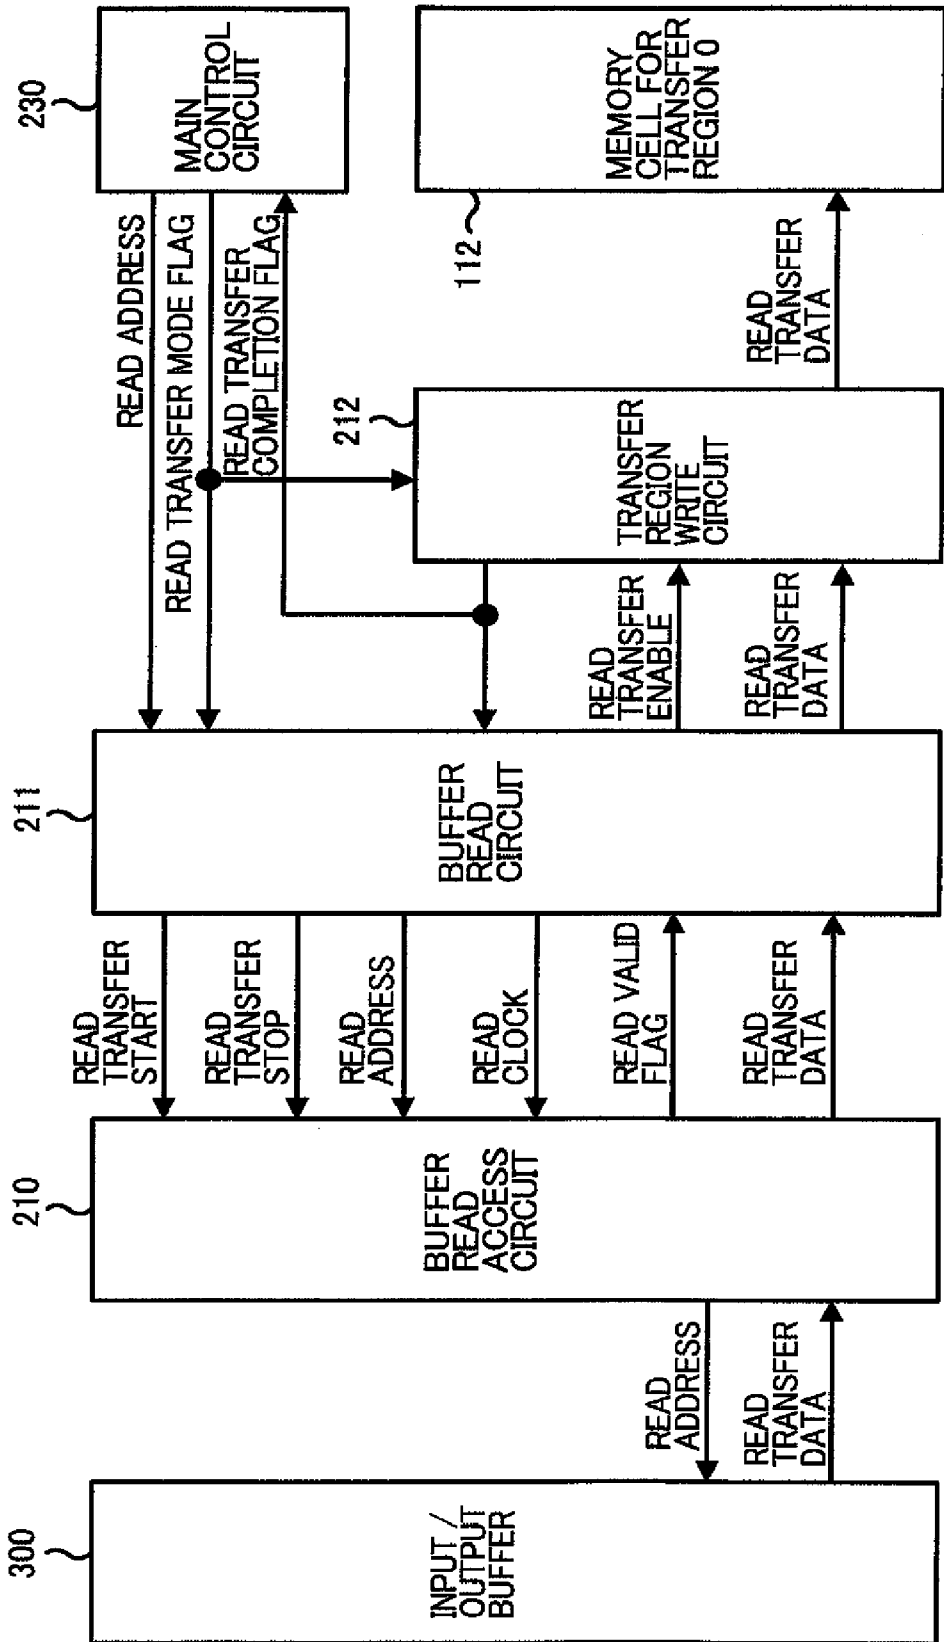 300
INPUT /
OUTPUT
BUFFER
READ
ADDRESS
READ
TRANSFER
DATA
210
BUFFER
READ
ACCESS
CIRCUIT
READ
TRANSFER
START
READ
TRANSFER
STOP
READ
ADDRESS
READ
CLOCK
READ VALID
FLAG
READ
TRANSFER
DATA
211
BUFFER
READ
CIRCUIT
READ ADDRESS
READ TRANSFER MODE FLAG
READ TRANSFER
COMPLETION FLAG
READ
TRANSFER
ENABLE
READ
TRANSFER
DATA
212
TRANSFER
REGION
WRITE
CIRCUIT
READ
TRANSFER
DATA
230
MAIN
CONTROL
CIRCUIT
112
MEMORY
CELL FOR
TRANSFER
REGION 0